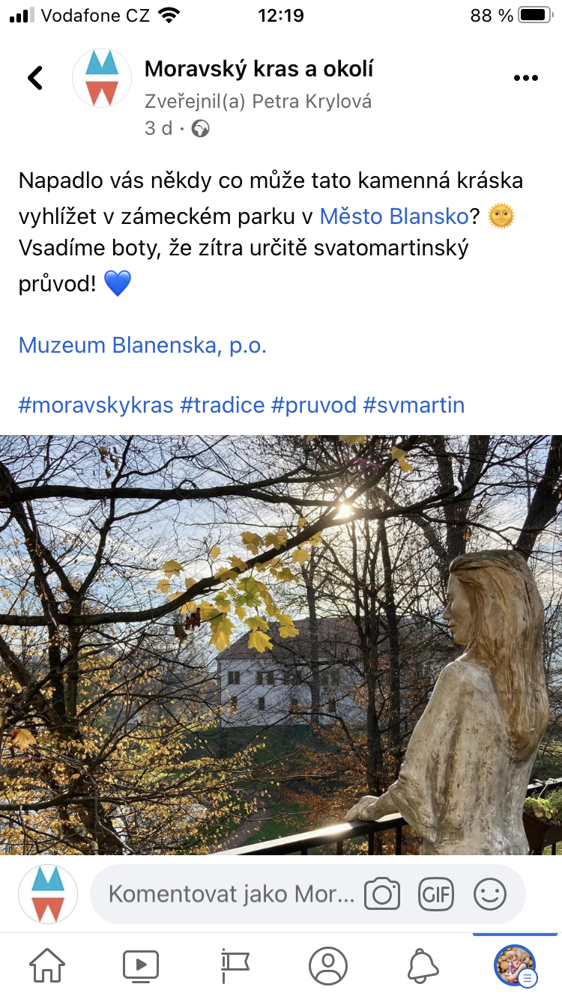 Vodafone CZ 12:19 88 %
Moravský kras a okolí
Zveřejnil(a) Petra Krylová
3 d ·
Napadlo vás někdy co může tato kamenná kráska
vyhlížet v zámeckém parku v Město Blansko? 🌞
Vsadíme boty, že zítra určitě svatomartinský
průvod! 💙
Muzeum Blanenska, p.o.
#moravskykras #tradice #pruvod #svmartin
Komentovat jako Mor... GIF